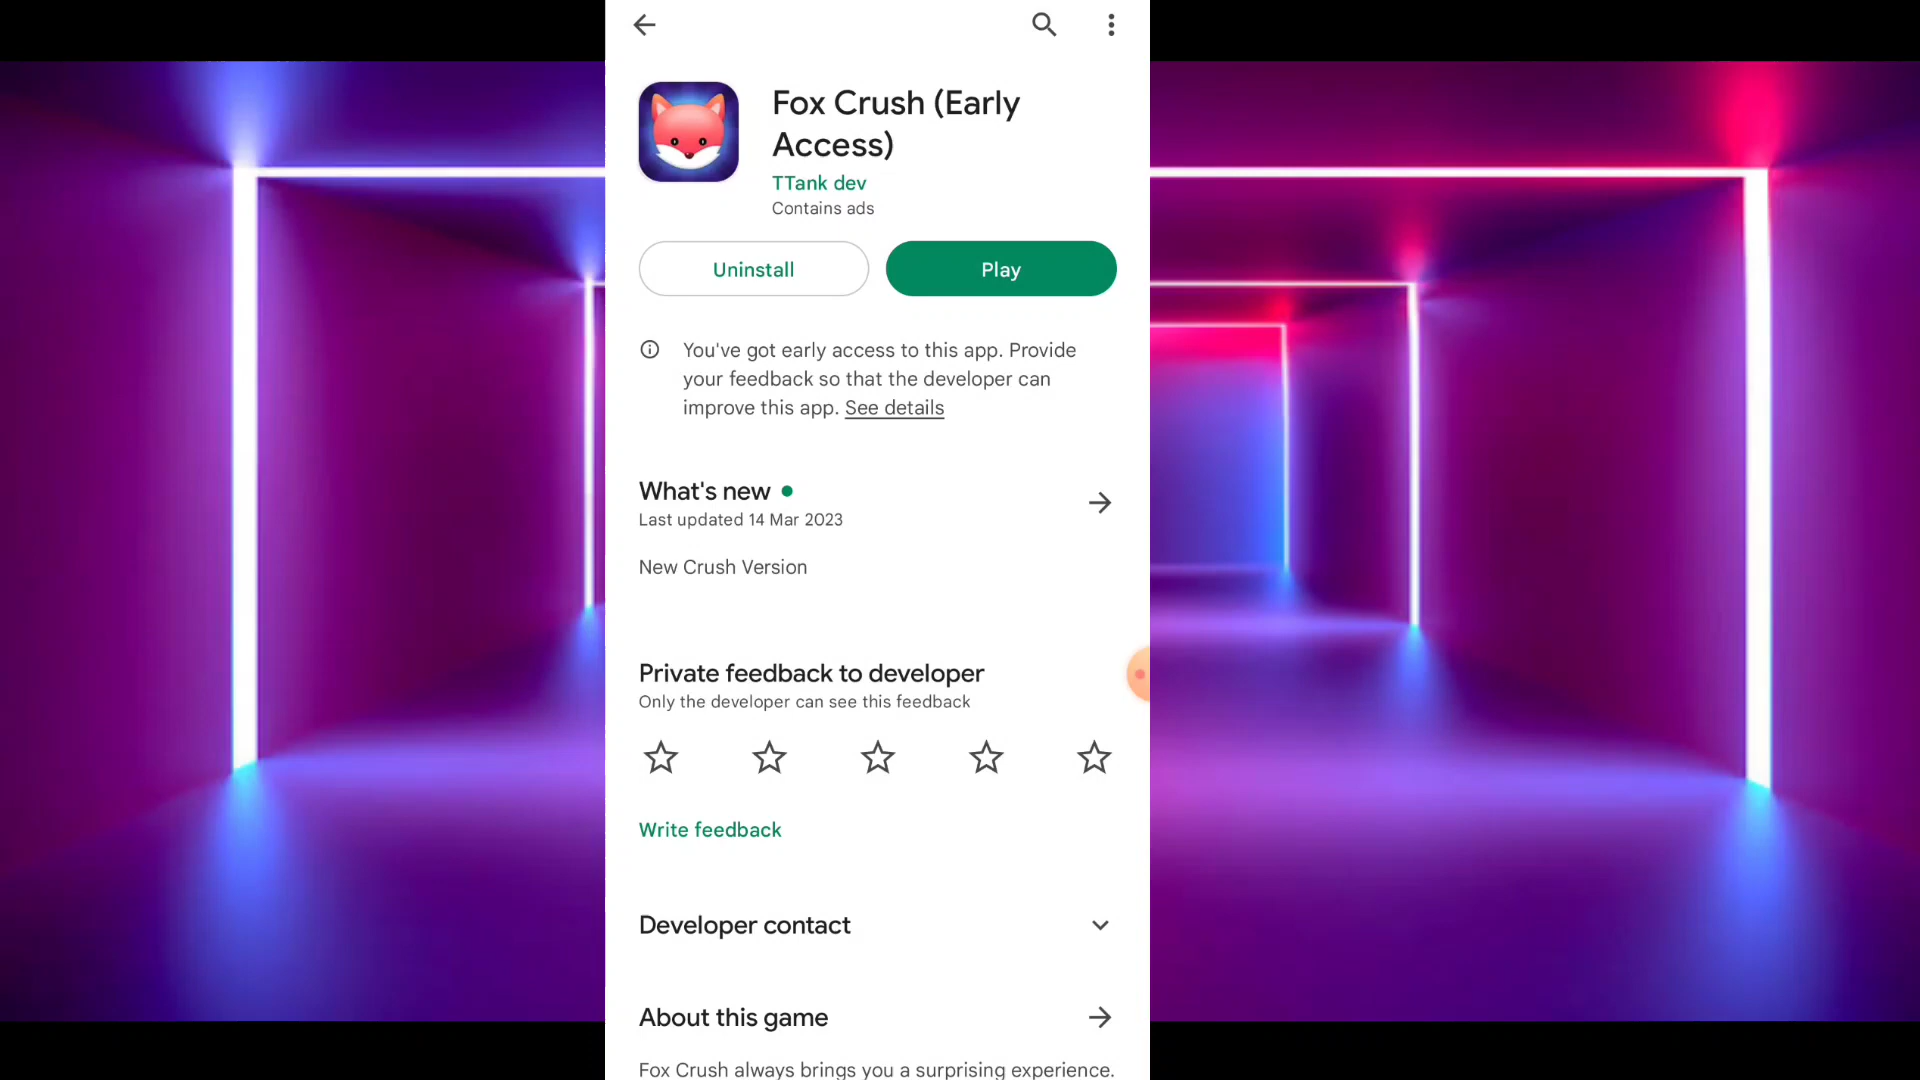 Fox Crush (Early
Access)
TTank dev
Contains ads
Uninstall
Play
You've got early access to this app. Provide
your feedback so that the developer can
improve this app. See details
What's new
Last updated 14 Mar 2023
New Crush Version
Private feedback to developer
Only the developer can see this feedback
Write feedback
Developer contact
About this game
Fox Crush always brings you a surprising experience.